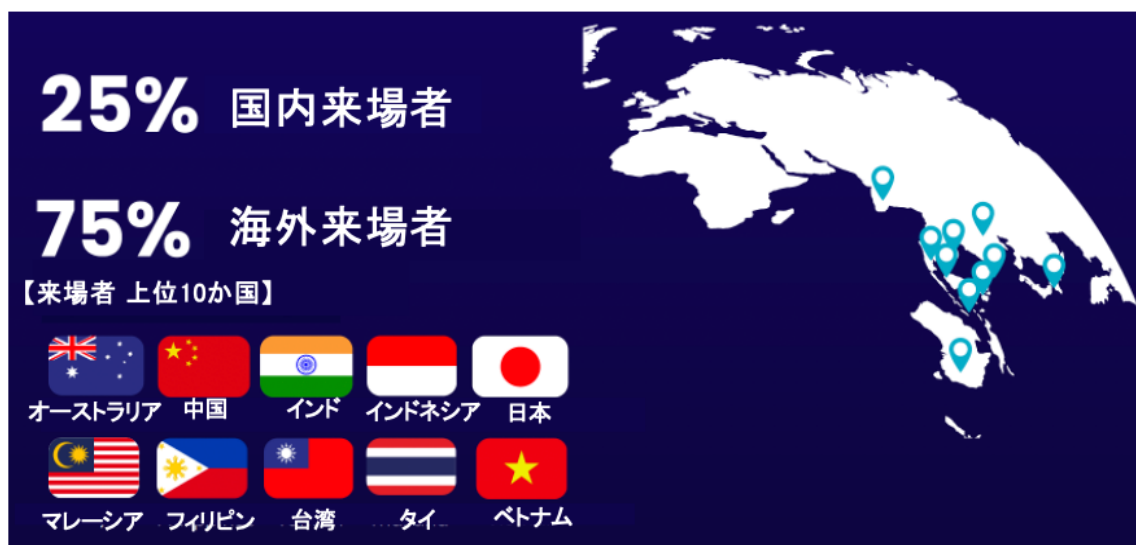 25% 国内来場者
75% 海外来場者
【来場者 上位10か国】
オーストラリア 中国 インド インドネシア 日本
マレーシア フィリピン 台湾 タイ ベトナム